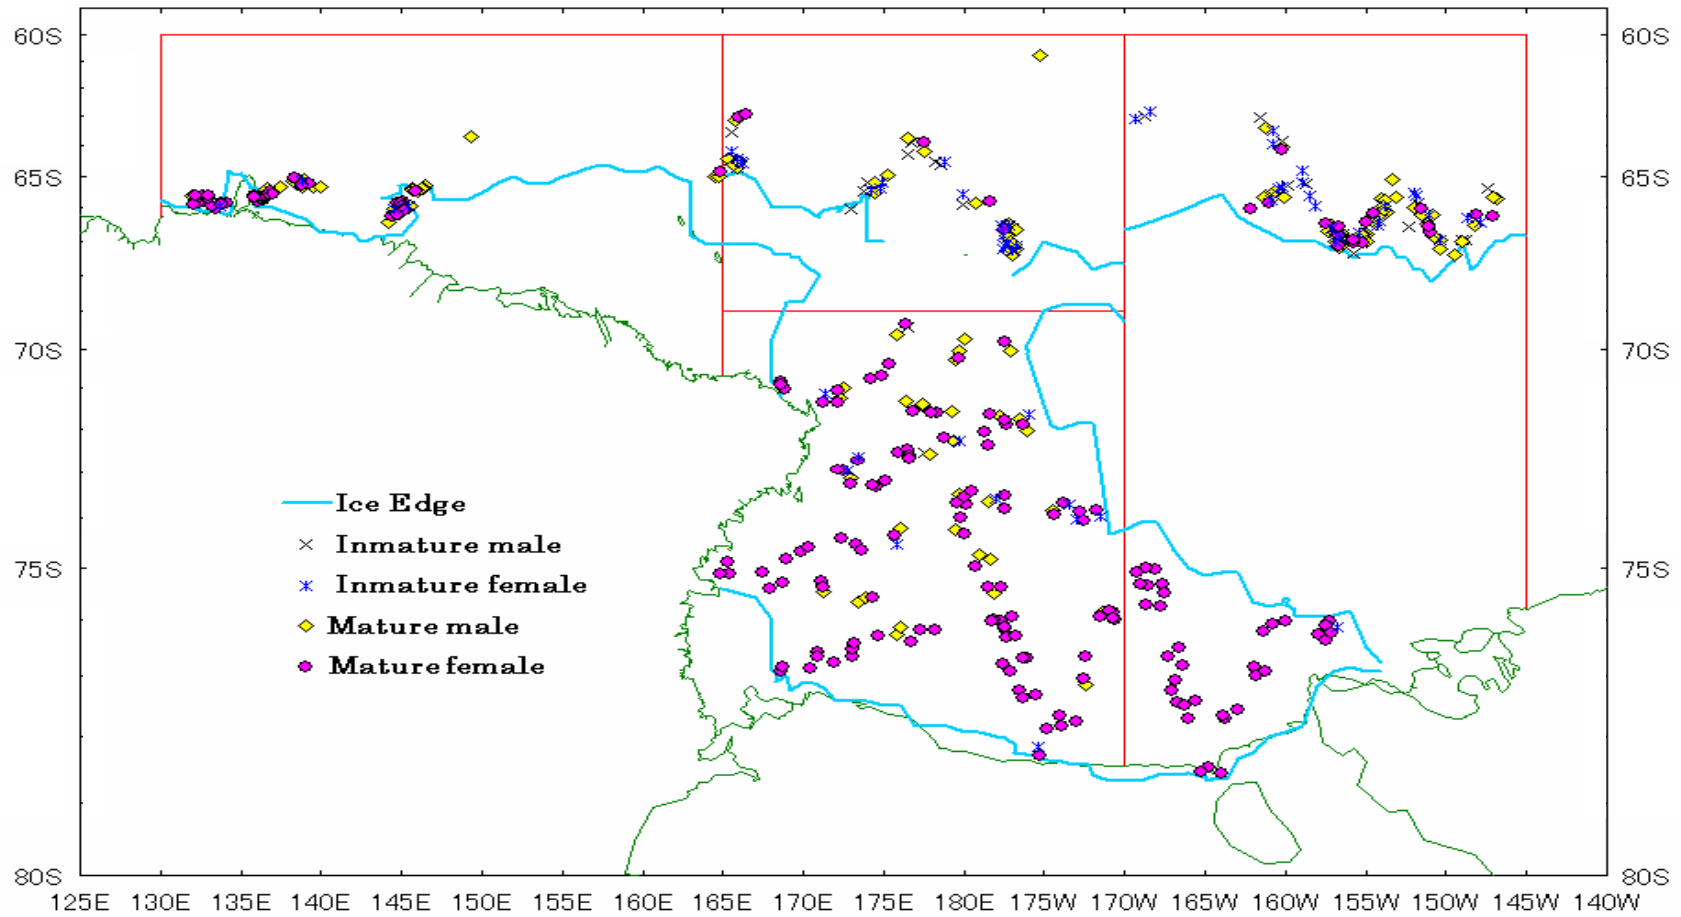 60S 60S
65S 65S
70S 70S
Ice Edge
Inmature male
75S 75S
Inmature female
Mature male
Mature female
80S 80S
125E 130E 135E 140E 145E 150E 155E 160E 165E 170E 175E 180E 175W 170W 165W 160W 155W 150W 145W 140W